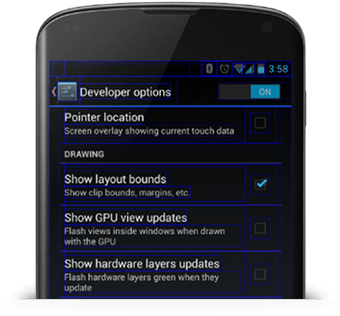 3:58
Developer options
ON
Pointer location
Screen overlay showing current touch data
DRAWING
Show layout bounds
Show clip bounds, margins, etc.
Show GPU view updates
Flash views inside windows when drawn
with the GPU
Show hardware layers updates
Flash hardware layers green when they
update